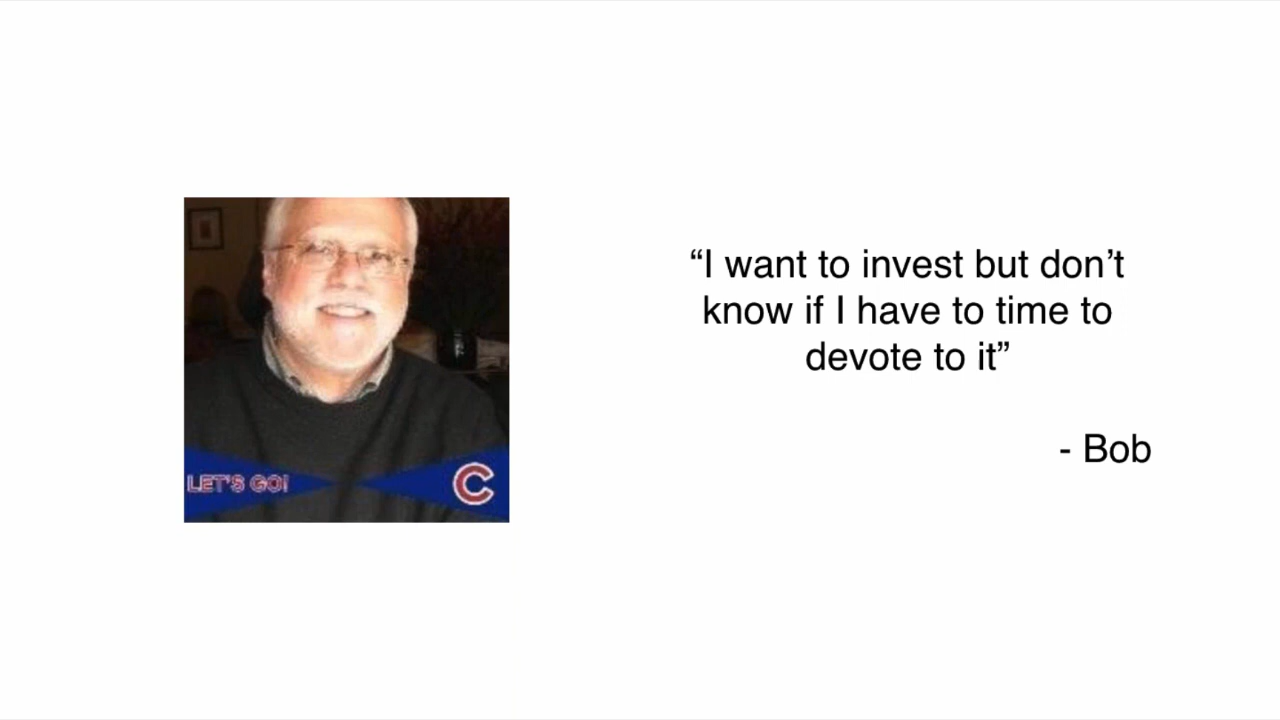 “I want to invest but don’t
know if I have to time to
devote to it”
- Bob
LET'S GO!
C